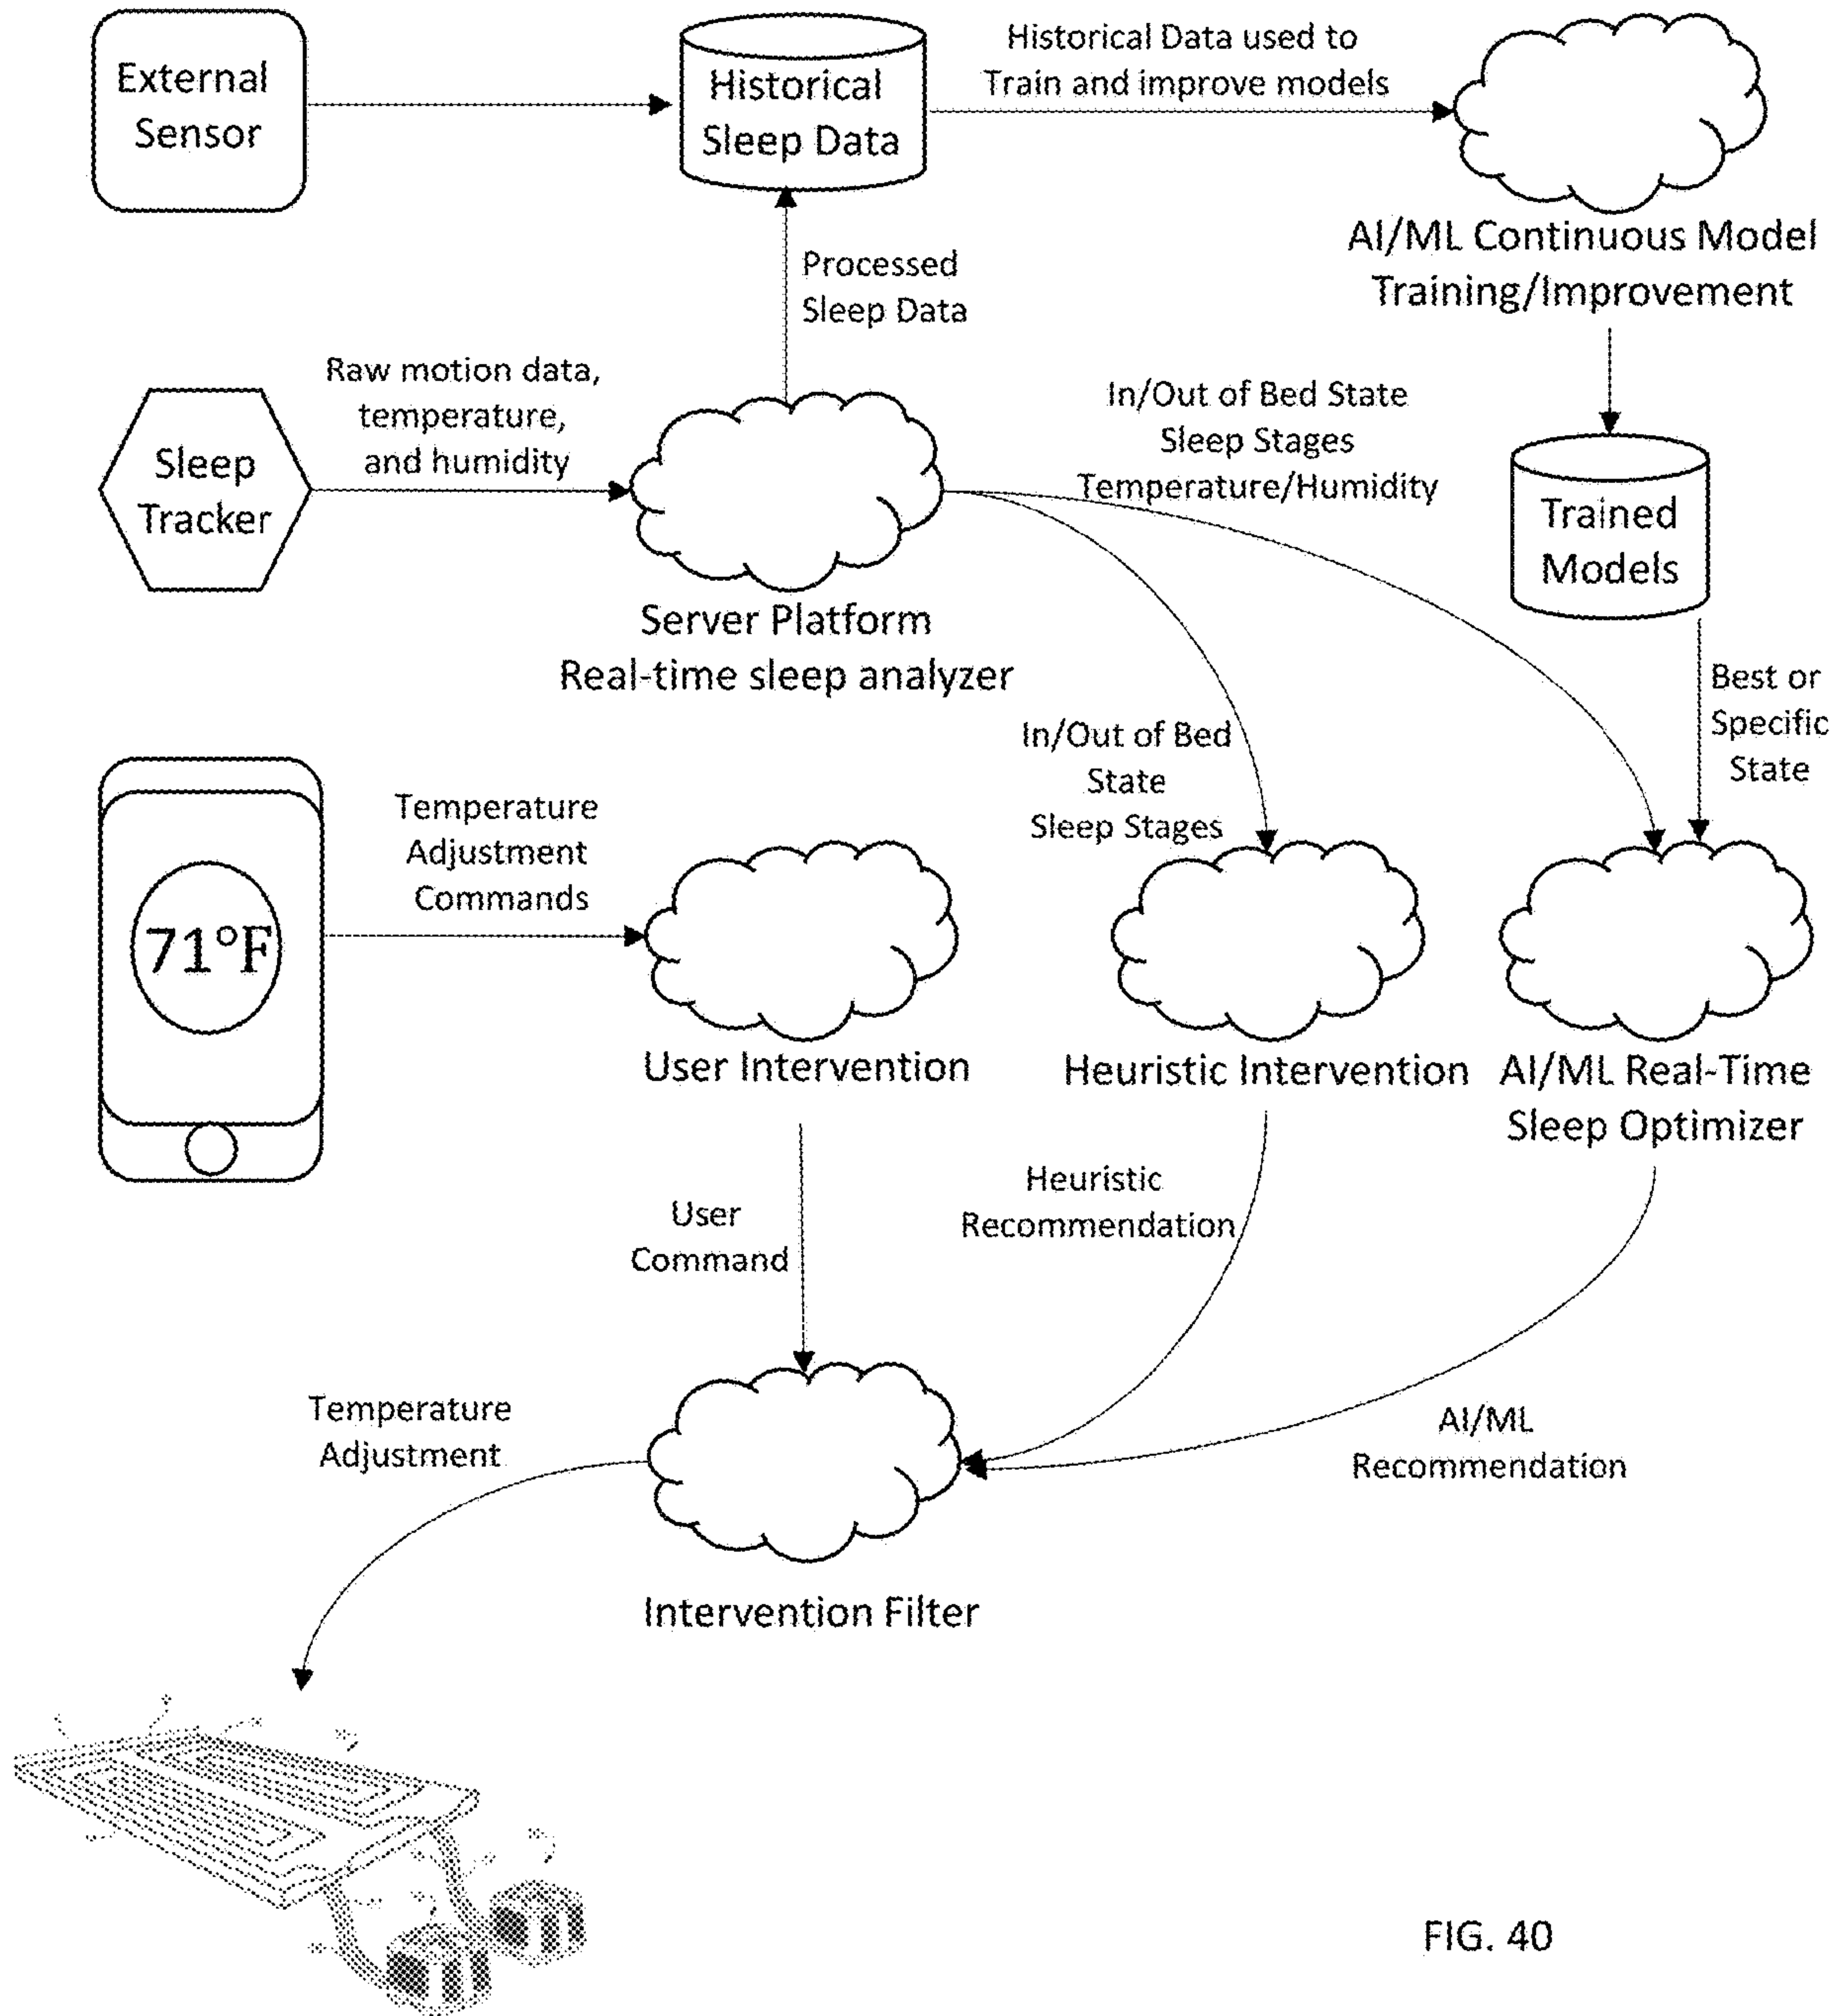 External
Sensor
Historical
Sleep Data
Historical Data used to
Train and improve models
AI/ML Continuous Model
Training/Improvement
Processed
Sleep Data
Sleep
Tracker
Raw motion data,
temperature,
and humidity
Server Platform
Real-time sleep analyzer
In/Out of Bed State
Sleep Stages
Temperature/Humidity
Trained
Models
Best or
Specific
State
In/Out of Bed
State
Sleep Stages
71°F
Temperature
Adjustment
Commands
User Intervention
Heuristic Intervention
AI/ML Real-Time
Sleep Optimizer
User
Command
Heuristic
Recommendation
AI/ML
Recommendation
Temperature
Adjustment
Intervention Filter
FIG. 40